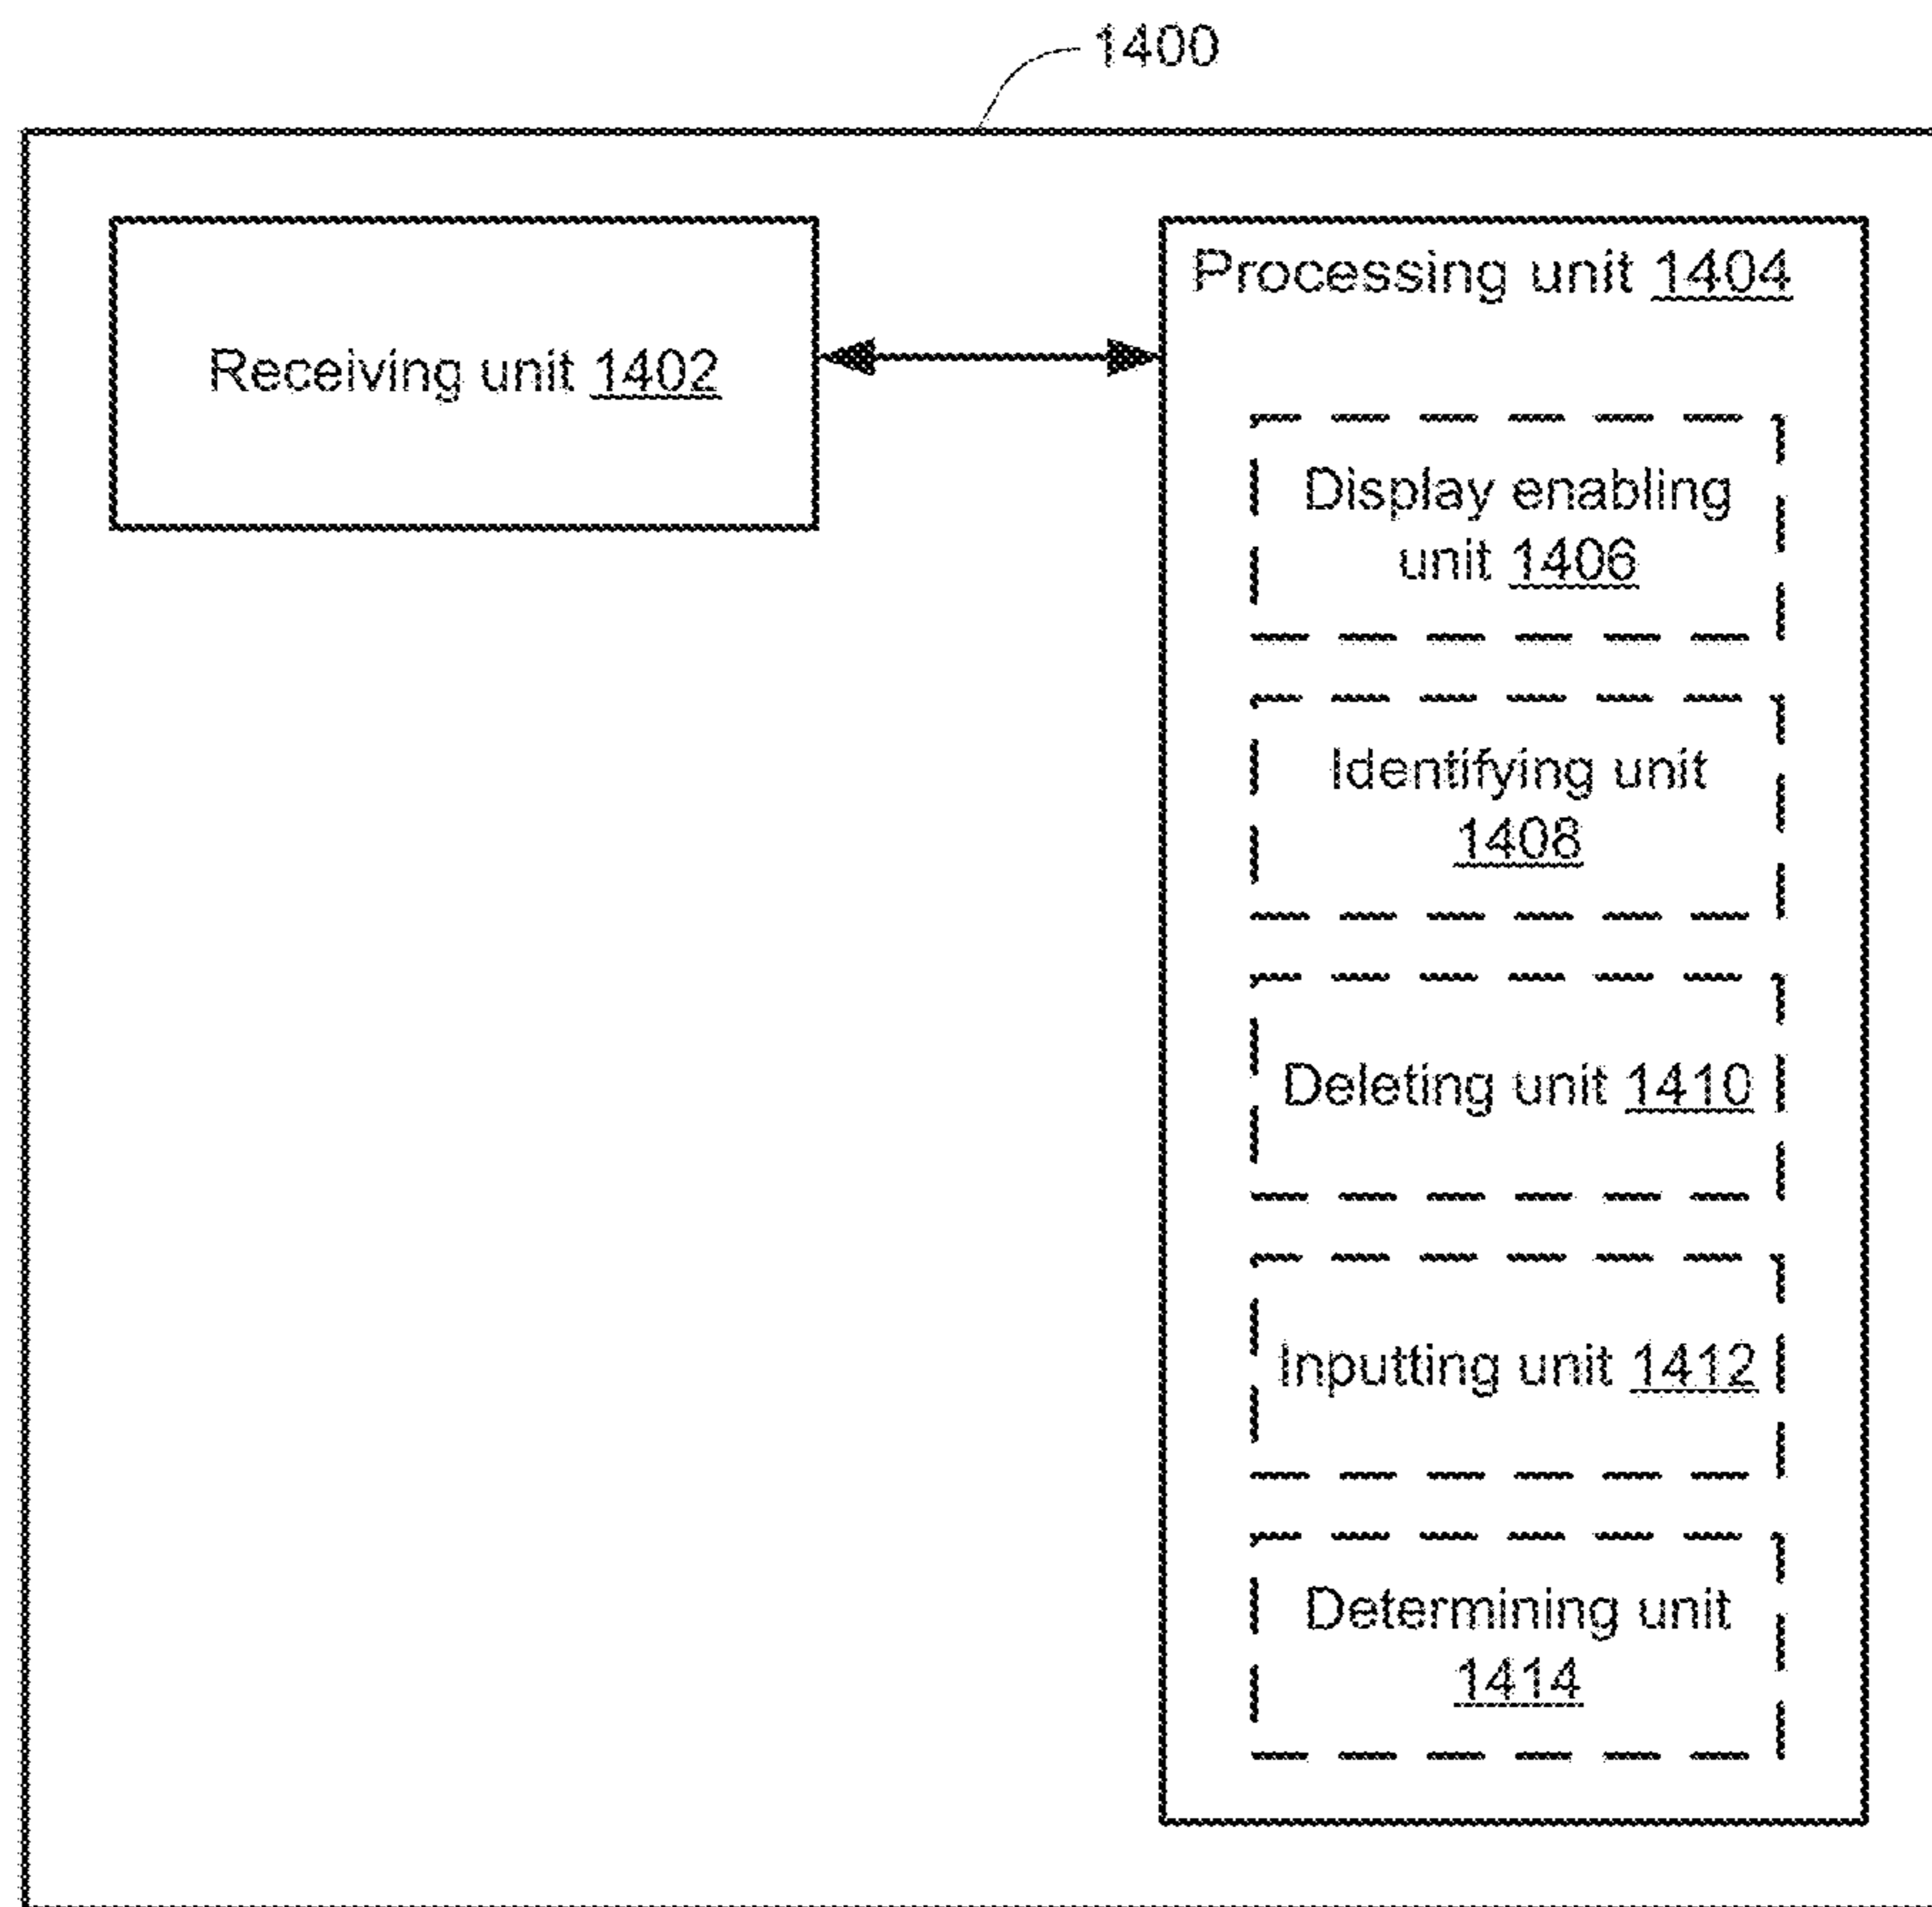 1400
Receiving unit 1402
Processing unit 1404
Display enabling
unit 1406
Identifying unit
1408
Deleting unit 1410
Inputting unit 1412
Determining unit
1414